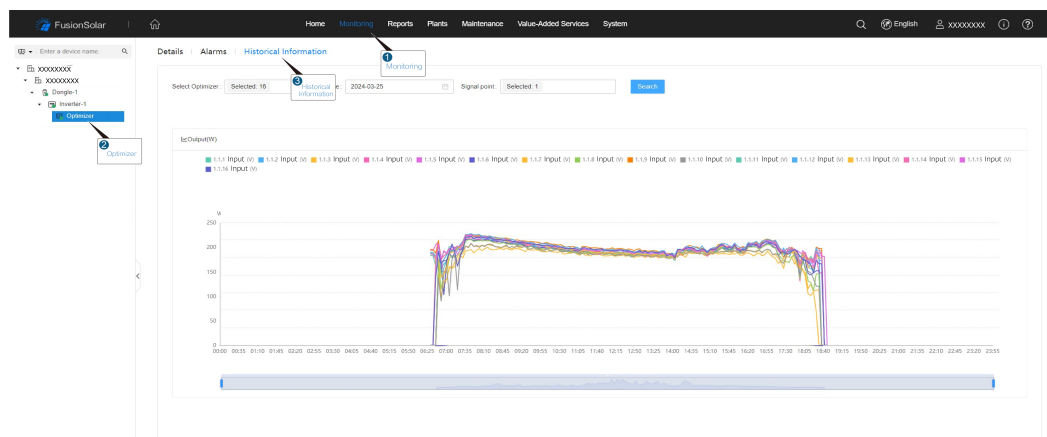 FusionSolar
Home Monitoring Reports Plants Maintenance Value-Added Services System
English xxxxxxxx
Enter a device name.
XXXXXXXX
XXXXXXXX
Dongle-1
Inverter-1
Optimizer
2
Optimizer
Details Alarms Historical Information
1
Monitoring
3
Historical
information
Select Optimizer: Selected: 16 e: 2024-03-25 Signal point: Selected: 1 Search
Output(W)
1.1.1 Input (V) 1.1.2 Input (V) 1.1.3 Input (V) 1.1.4 Input (V) 1.1.5 Input (V) 1.1.6 Input (V) 1.1.7 Input (V) 1.1.8 Input (V) 1.1.9 Input (V) 1.1.10 Input (V) 1.1.11 Input (V) 1.1.12 Input (V) 1.1.13 Input (V) 1.1.14 Input (V) 1.1.15 Input (V)
1.1.16 Input (V)
250
200
150
100
50
0
00:00 00:35 01:10 01:45 02:20 02:55 03:30 04:05 04:40 05:15 05:50 06:25 07:00 07:35 08:10 08:45 09:20 09:55 10:30 11:05 11:40 12:15 12:50 13:25 14:00 14:35 15:10 15:45 16:20 16:55 17:30 18:05 18:40 19:15 19:50 20:25 21:00 21:35 22:10 22:45 23:20 23:55